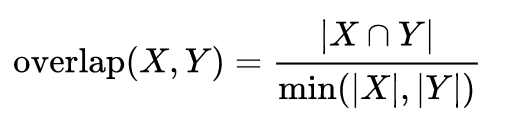 overlap(X, Y) = |X ∩ Y| / min(|X|, |Y|)